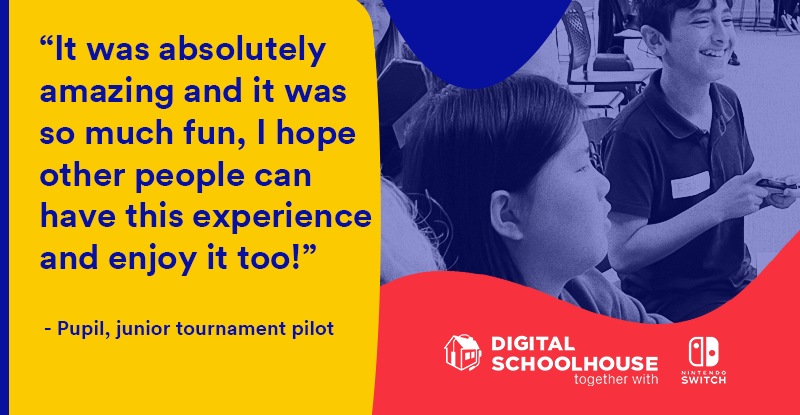 “It was absolutely
amazing and it was
so much fun, I hope
other people can
have this experience
and enjoy it too!”
- Pupil, junior tournament pilot
DIGITAL
SCHOOLHOUSE
together with
NINTENDO
SWITCH